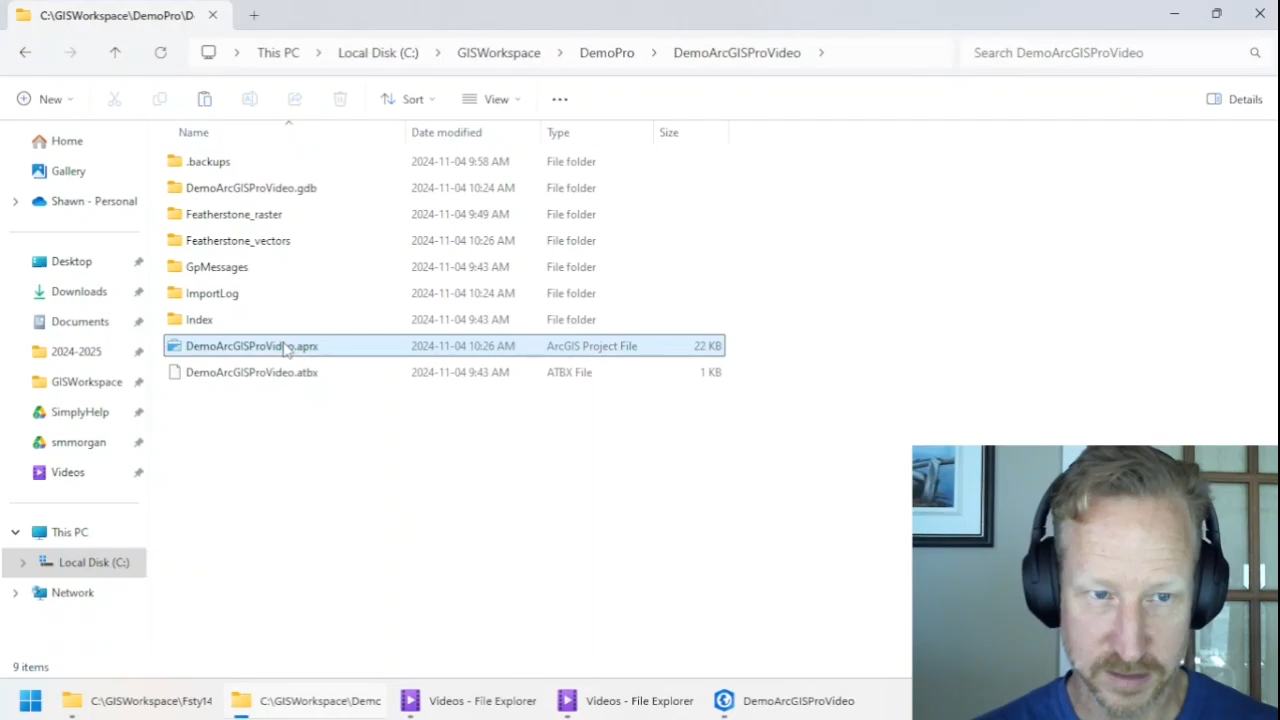 C:\GISWorkspace\DemoPro\D
This PC > Local Disk (C:) > GISWorkspace > DemoPro > DemoArcGISProVideo >
Search DemoArcGISProVideo
New
Sort
View
Details
Name Date modified Type Size
Home
Gallery
Shawn - Personal
Desktop
Downloads
Documents
2024-2025
GISWorkspace
SimplyHelp
smmorgan
Videos
This PC
Local Disk (C:)
Network
.backups 2024-11-04 9:58 AM File folder
DemoArcGISProVideo.gdb 2024-11-04 10:24 AM File folder
Featherstone_raster 2024-11-04 9:49 AM File folder
Featherstone_vectors 2024-11-04 10:26 AM File folder
GpMessages 2024-11-04 9:43 AM File folder
ImportLog 2024-11-04 10:24 AM File folder
Index 2024-11-04 9:43 AM File folder
DemoArcGISProVideo.aprx 2024-11-04 10:26 AM ArcGIS Project File 22 KB
DemoArcGISProVideo.atbx 2024-11-04 9:43 AM ATBX File 1 KB
9 items
C:\GISWorkspace\Fsty14
C:\GISWorkspace\Demc
Videos - File Explorer
Videos - File Explorer
DemoArcGISProVideo